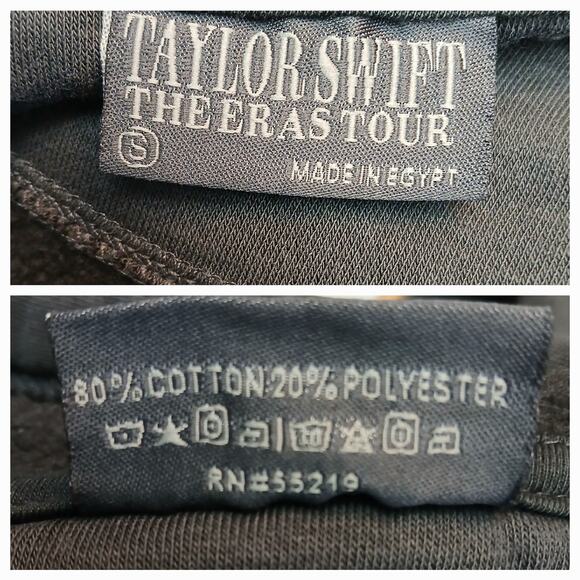 TAYLOR SWIFT
THE ERAS TOUR
S
MADE IN EGYPT
80% COTTON 20% POLYESTER
RN#55219